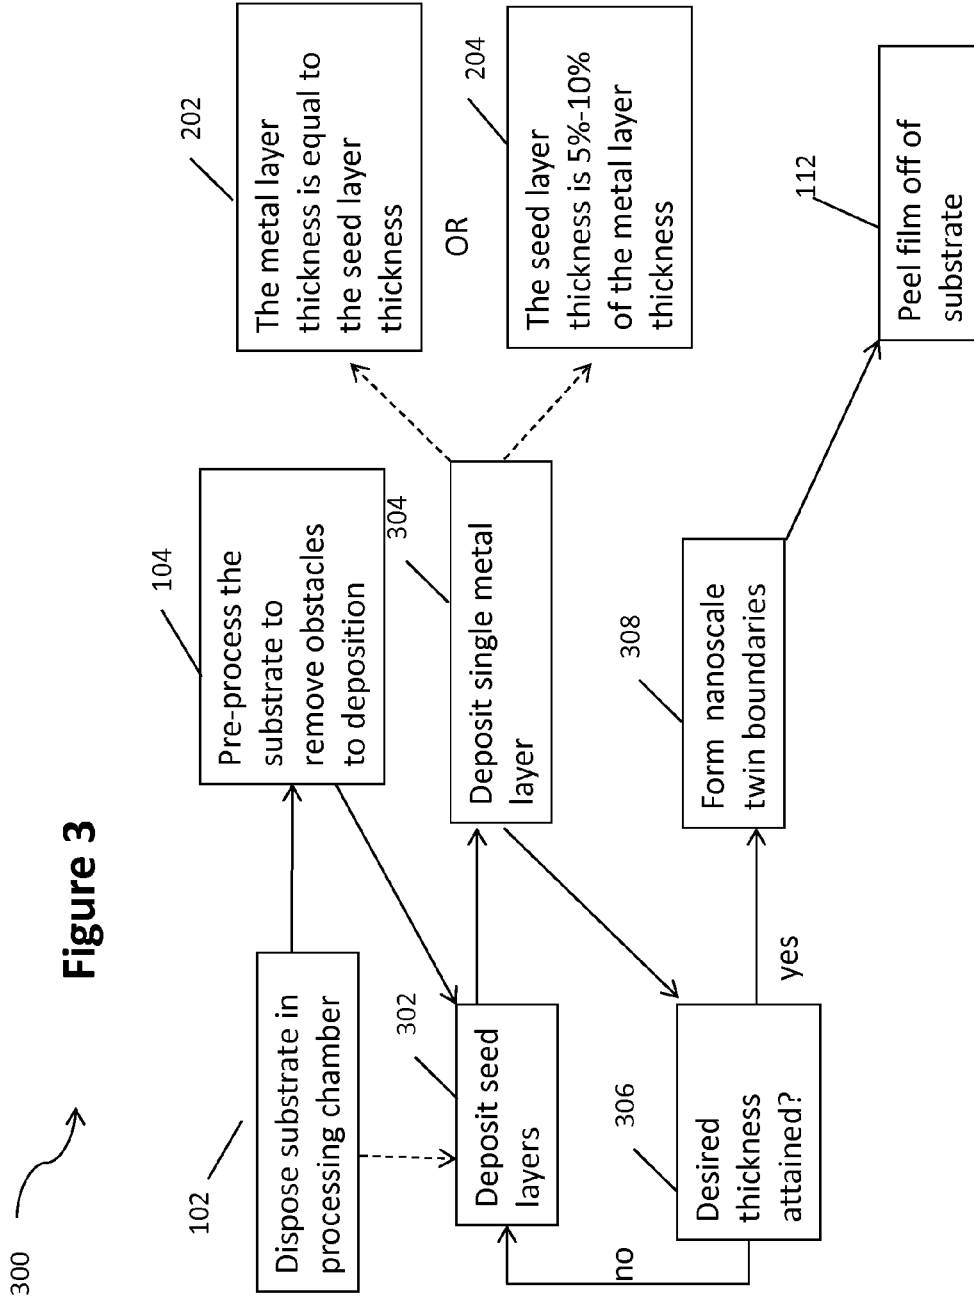 300
Figure 3
102
Dispose substrate in
processing chamber
104
Pre-process the
substrate to
remove obstacles
to deposition
202
The metal layer
thickness is equal to
the seed layer
thickness
OR
302
Deposit seed
layers
304
Deposit single metal
layer
204
The seed layer
thickness is 5%-10%
of the metal layer
thickness
no
306
Desired
thickness
attained?
yes
308
Form nanoscale
twin boundaries
112
Peel film off of
substrate